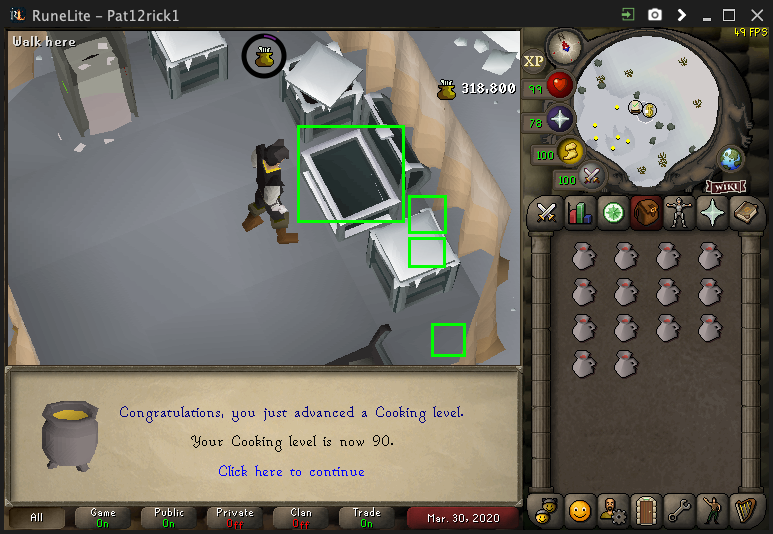 RuneLite - Pat12rick1
Walk here
49 FPS
XP
318,800
99
78
100
100
WIKI
Congratulations, you just advanced a Cooking level.
Your Cooking level is now 90.
Click here to continue
All
Game
On
Public
On
Private
Off
Clan
Off
Trade
On
Mar. 30, 2020